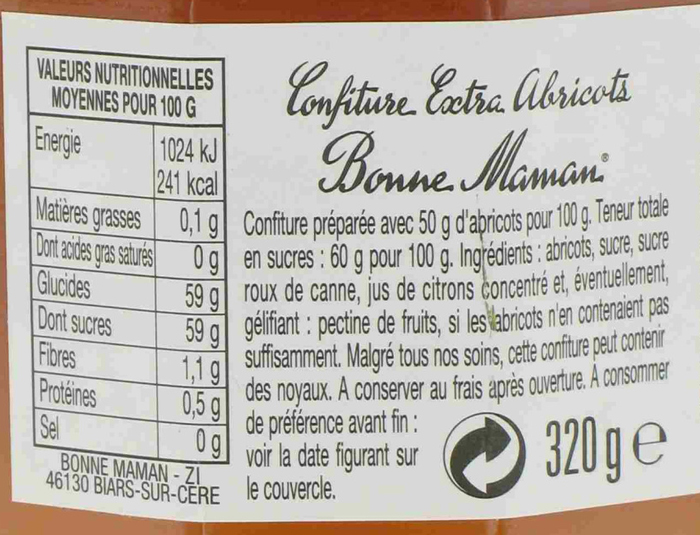 VALEURS NUTRITIONNELLES
MOYENNES POUR 100 G
Energie 1024 kJ
241 kcal
Matières grasses 0,1 g
Dont acides gras saturés 0 g
Glucides 59 g
Dont sucres 59 g
Fibres 1,1 g
Protéines 0,5 g
Sel 0 g
BONNE MAMAN - ZI
46130 BIARS-SUR-CERE
Confiture Extra Abricots
Bonne Maman®
Confiture préparée avec 50 g d'abricots pour 100 g. Teneur totale
en sucres : 60 g pour 100 g. Ingrédients : abricots, sucre, sucre
roux de canne, jus de citrons concentré et, éventuellement,
gélifiant : pectine de fruits, si les abricots n'en contenaient pas
suffisamment. Malgré tous nos soins, cette confiture peut contenir
des noyaux. A conserver au frais après ouverture. A consommer
de préférence avant fin :
voir la date figurant sur
le couvercle.
320 g e